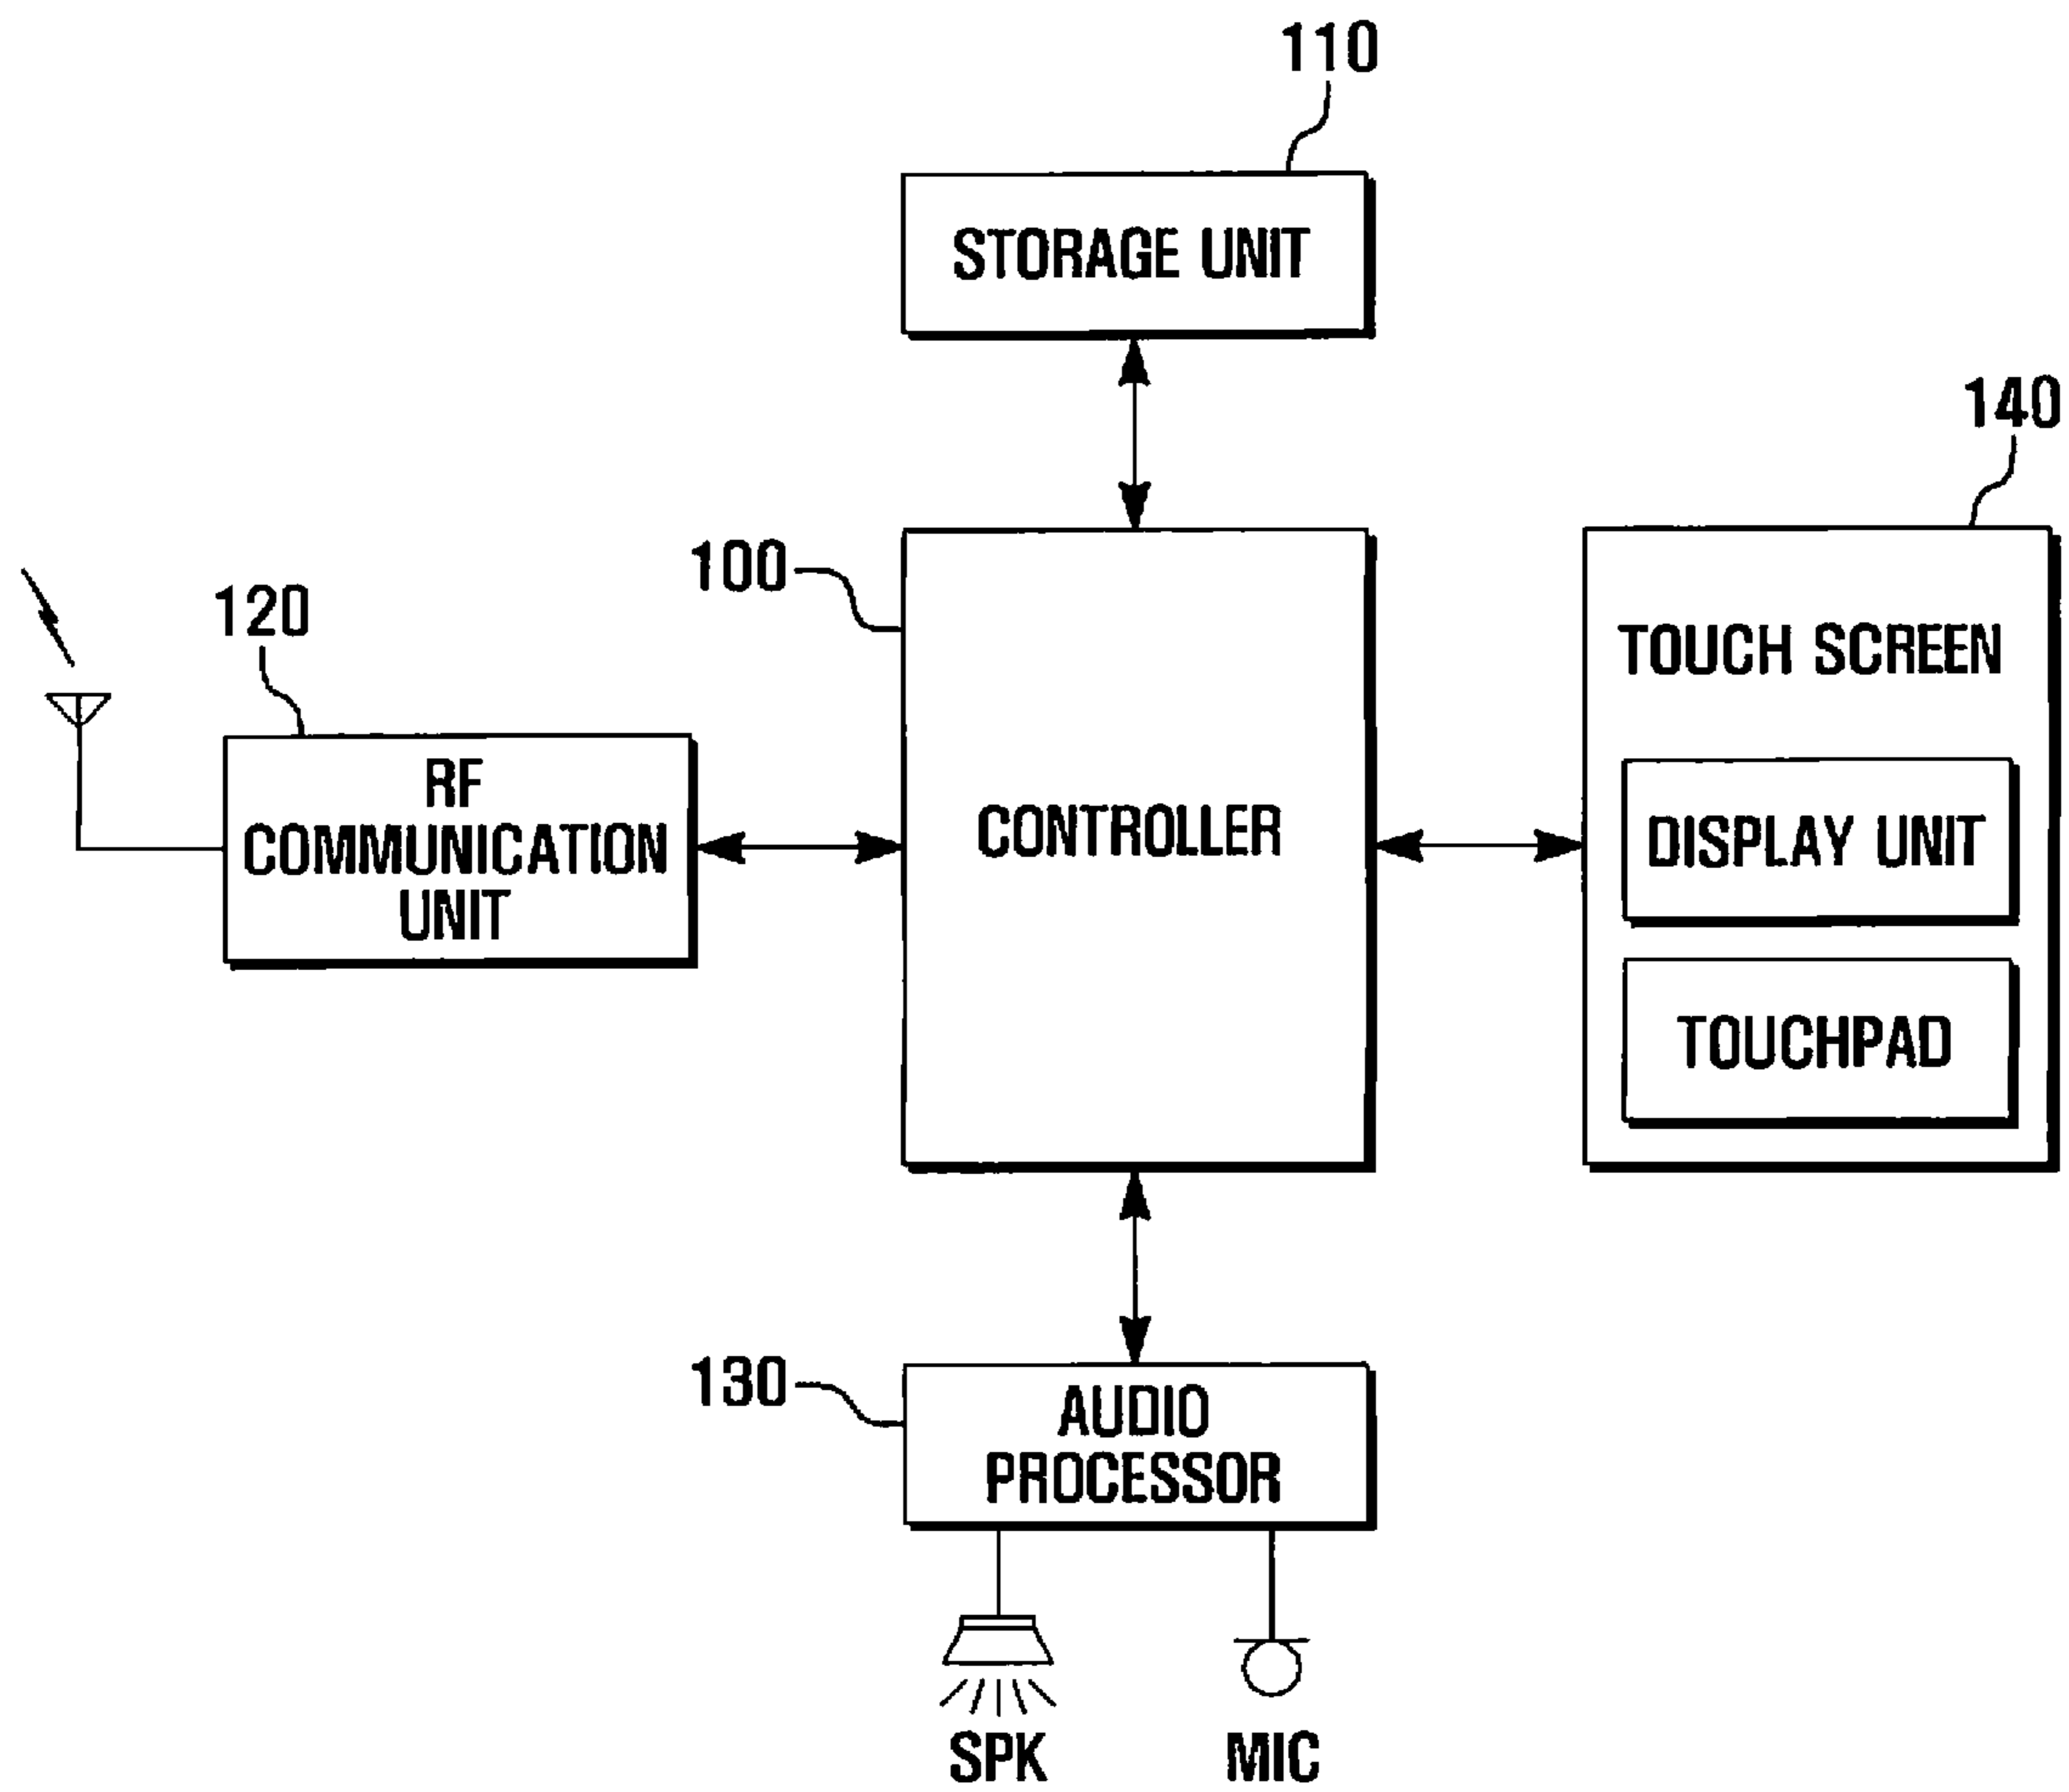 110
STORAGE UNIT
140
100
120
TOUCH SCREEN
RF
COMMUNICATION
UNIT
CONTROLLER
DISPLAY UNIT
TOUCHPAD
130
AUDIO
PROCESSOR
SPK
MIC